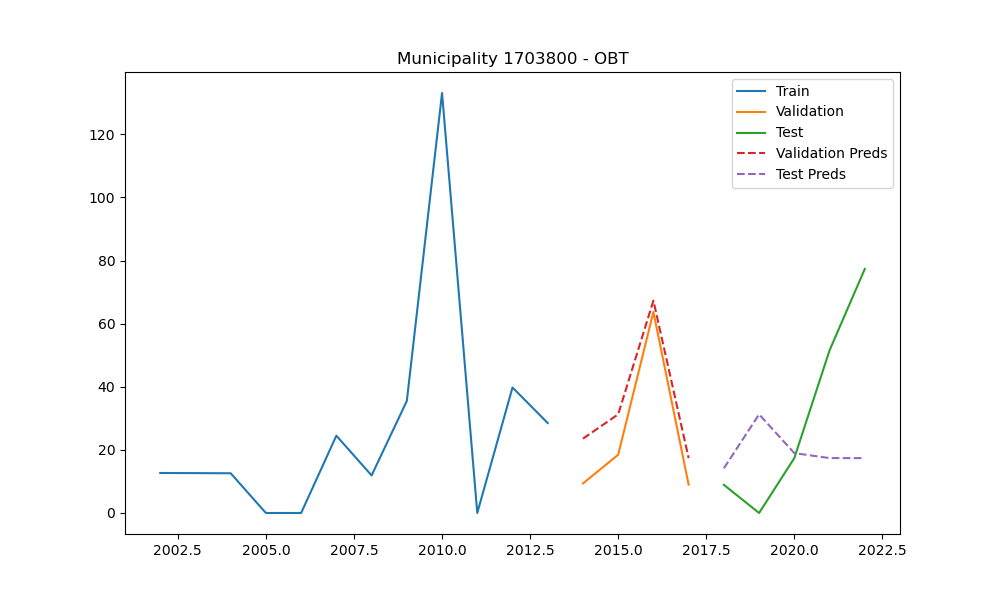 Municipality 1703800 - OBT
Train
Validation
Test
Validation Preds
Test Preds
120
100
80
60
40
20
0
2002.5 2005.0 2007.5 2010.0 2012.5 2015.0 2017.5 2020.0 2022.5